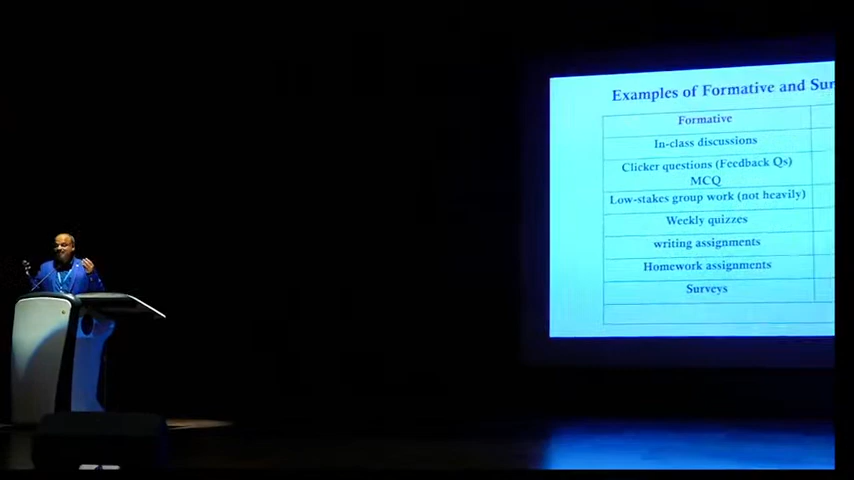 Examples of Formative and Sum
Formative
In-class discussions
Clicker questions (Feedback Qs)
MCQ
Low-stakes group work (not heavily)
Weekly quizzes
writing assignments
Homework assignments
Surveys